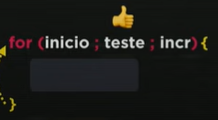 👍
for (inicio ; teste ; incr) {
}